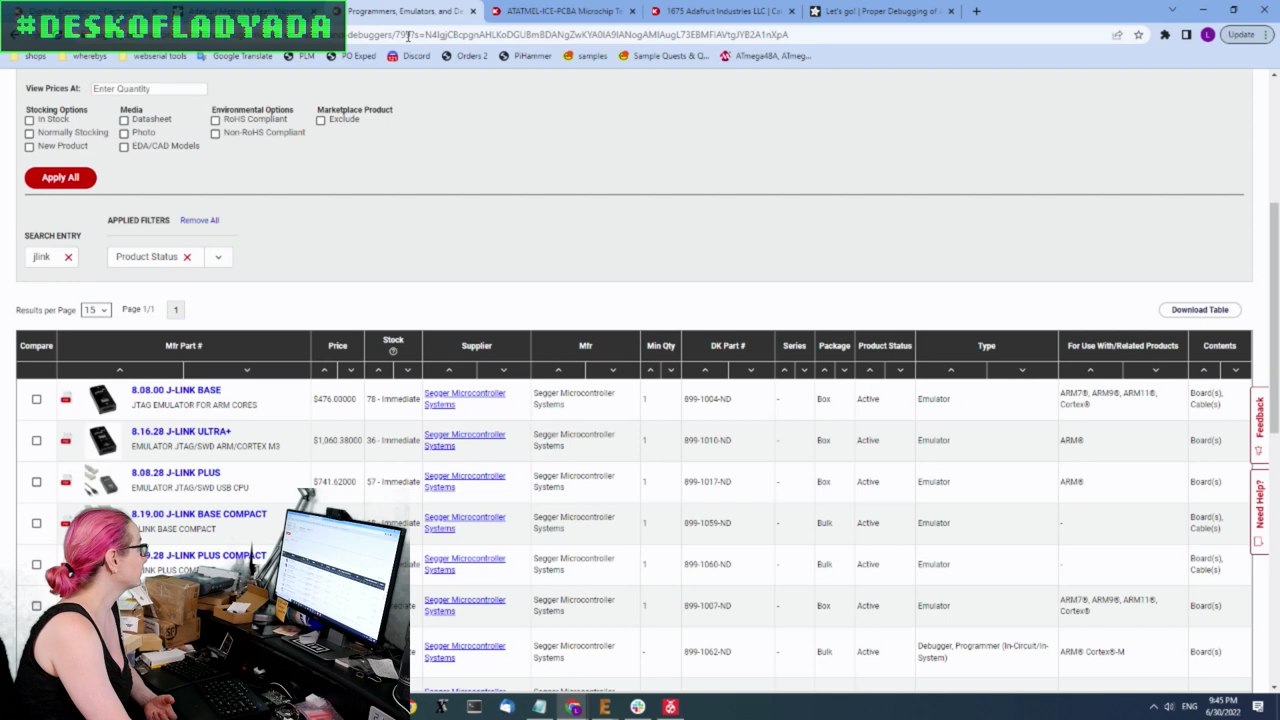 #DESKOFLADYADA
Programmers, Emulators, and De
ATATMEL-ICE-PCBA Microchip Te
1675 Adafruit Industries LLC | Ca
Let's go! | Proper Debugging of A
Update
shops
wherebys
webserial tools
Google Translate
PLM
PO Exped
Discord
Orders 2
PiHammer
samples
Sample Quests & Q...
ATmega48A, ATmeg...
View Prices At:
Enter Quantity
Stocking Options
Media
Environmental Options
Marketplace Product
In Stock
Datasheet
RoHS Compliant
Exclude
Normally Stocking
Photo
Non-RoHS Compliant
New Product
EDA/CAD Models
Apply All
APPLIED FILTERS
Remove All
SEARCH ENTRY
jlink
Product Status
Results per Page
15
Page 1/1
1
Download Table
Compare
Mfr Part #
Price
Stock
Supplier
Mfr
Min Qty
DK Part #
Series
Package
Product Status
Type
For Use With/Related Products
Contents
8.08.00 J-LINK BASE
JTAG EMULATOR FOR ARM CORES
$476.03000
78 - Immediate
Segger Microcontroller
Systems
Segger Microcontroller
Systems
1
899-1004-ND
-
Box
Active
Emulator
ARM7®, ARM9®, ARM11®,
Cortex®
Board(s),
Cable(s)
8.16.28 J-LINK ULTRA+
EMULATOR JTAG/SWD ARM/CORTEX M3
$1,060.38000
36 - Immediate
Segger Microcontroller
Systems
Segger Microcontroller
Systems
1
899-1010-ND
-
Box
Active
Emulator
ARM®
Board(s)
8.08.28 J-LINK PLUS
EMULATOR JTAG/SWD USB CPU
$741.62000
57 - Immediate
Segger Microcontroller
Systems
Segger Microcontroller
Systems
1
899-1017-ND
-
Box
Active
Emulator
ARM®
Board(s)
8.19.00 J-LINK BASE COMPACT
LINK BASE COMPACT
Immediate
Segger Microcontroller
Systems
Segger Microcontroller
Systems
1
899-1059-ND
-
Bulk
Active
Emulator
-
Board(s),
Cable(s)
9.28 J-LINK PLUS COMPACT
Segger Microcontroller
Systems
Segger Microcontroller
Systems
1
899-1060-ND
-
Bulk
Active
Emulator
-
Board(s),
Cable(s)
Segger Microcontroller
Systems
Segger Microcontroller
Systems
1
899-1007-ND
-
Box
Active
Emulator
ARM7®, ARM9®, ARM11®,
Cortex®
Board(s)
Segger Microcontroller
Systems
Segger Microcontroller
Systems
-
899-1062-ND
-
Bulk
Active
Debugger, Programmer (In-Circuit/In-
System)
ARM® Cortex®-M
Board(s)
Feedback
Need Help?
ENG
9:45 PM
6/30/2022